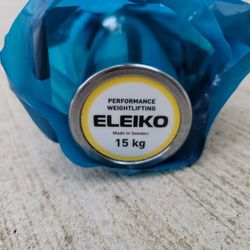 PERFORMANCE
WEIGHTLIFTING
ELEIKO
Made in Sweden
15 kg